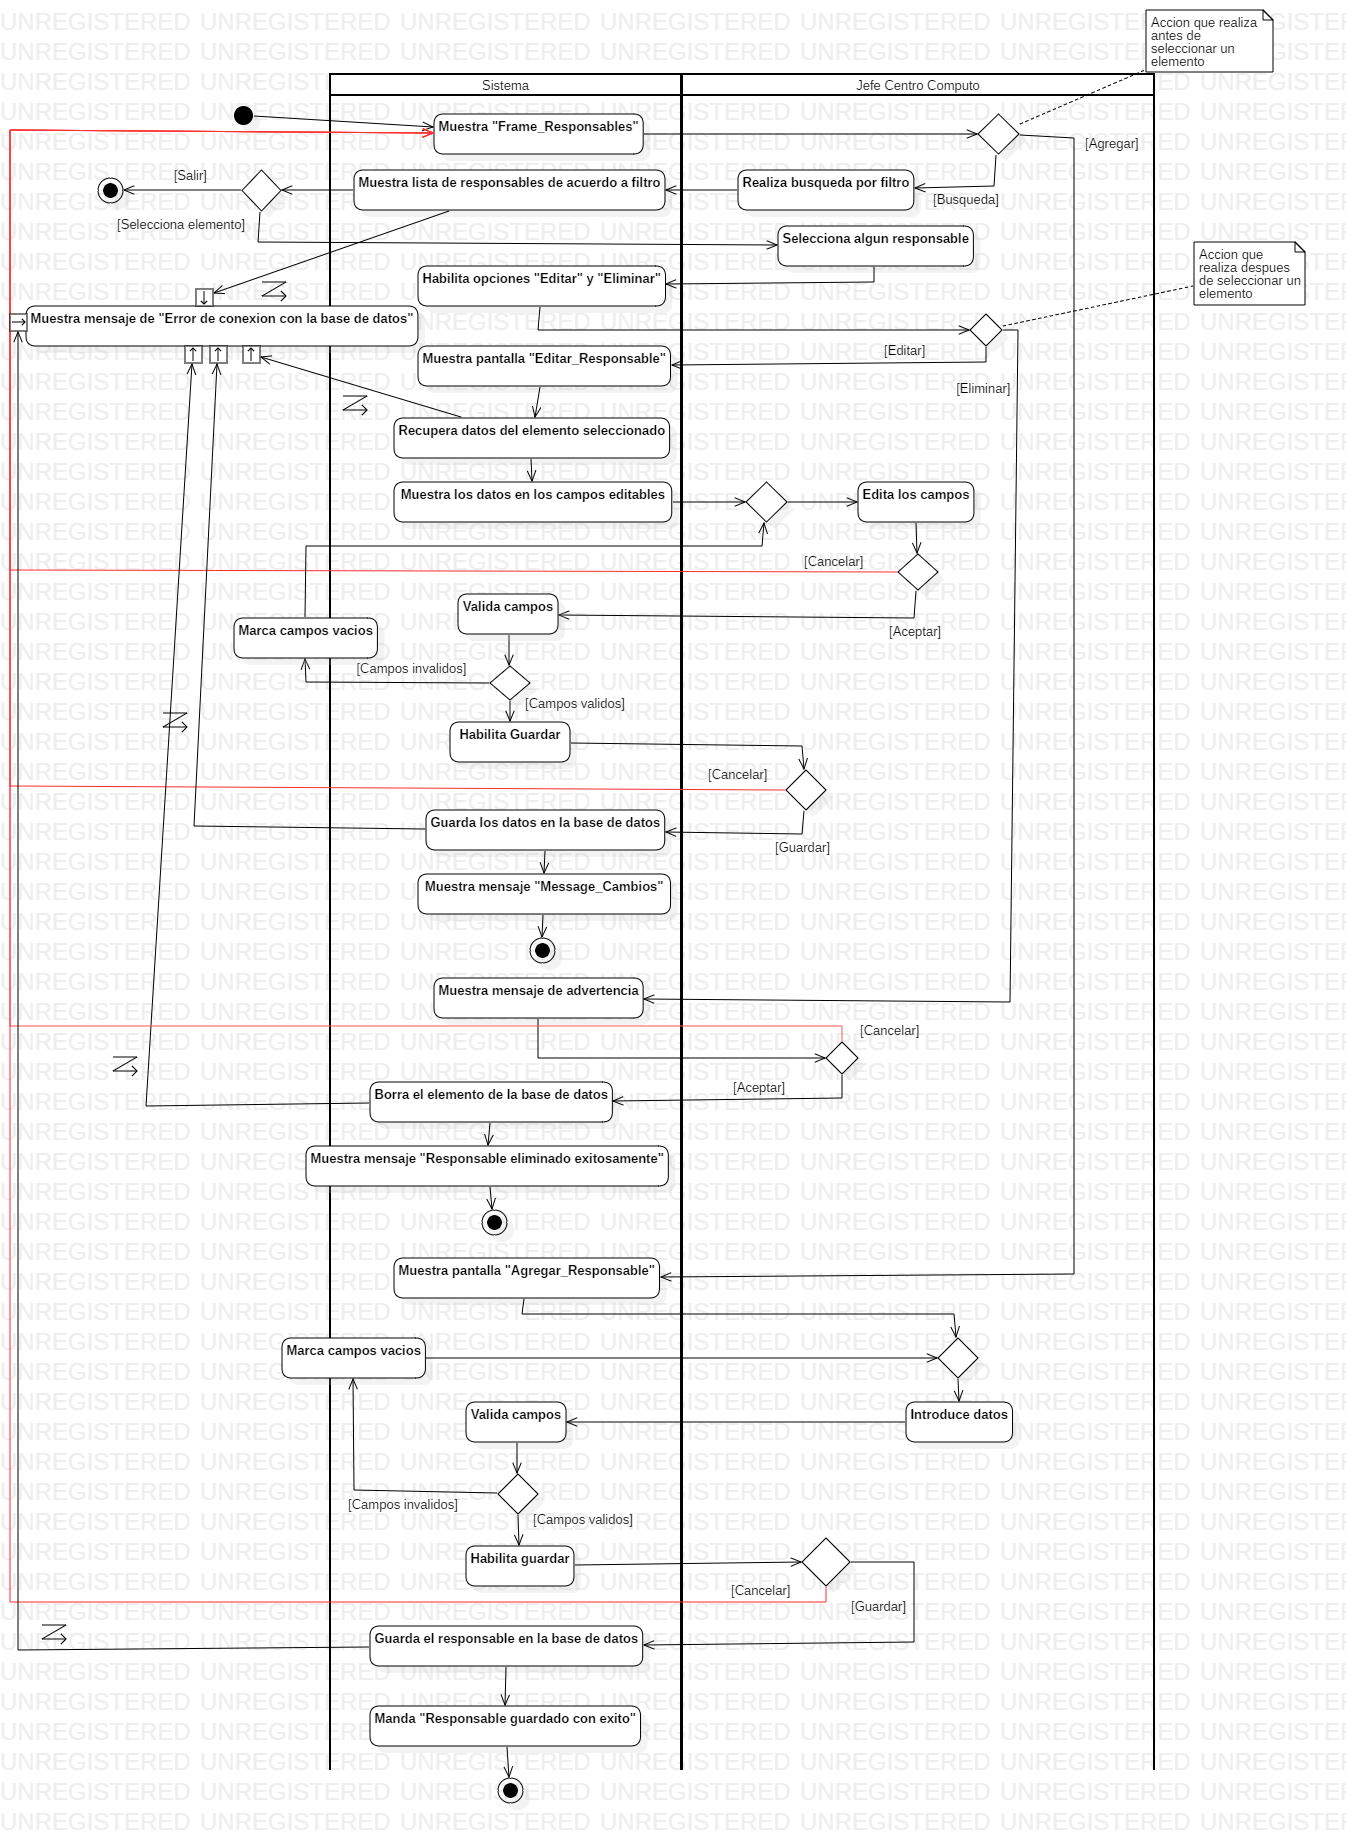 Accion que realiza
antes de
seleccionar un
elemento
Sistema
Jefe Centro Computo
Muestra "Frame_Responsables"
[Agregar]
[Salir]
Muestra lista de responsables de acuerdo a filtro
Realiza busqueda por filtro
[Busqueda]
[Selecciona elemento]
Selecciona algun responsable
Accion que
realiza despues
de seleccionar un
elemento
Habilita opciones "Editar" y "Eliminar"
Muestra mensaje de "Error de conexion con la base de datos"
[Editar]
Muestra pantalla "Editar_Responsable"
[Eliminar]
Recupera datos del elemento seleccionado
Muestra los datos en los campos editables
Edita los campos
[Cancelar]
Valida campos
Marca campos vacios
[Aceptar]
[Campos invalidos]
[Campos validos]
Habilita Guardar
[Cancelar]
Guarda los datos en la base de datos
[Guardar]
Muestra mensaje "Message_Cambios"
Muestra mensaje de advertencia
[Cancelar]
[Aceptar]
Borra el elemento de la base de datos
Muestra mensaje "Responsable eliminado exitosamente"
Muestra pantalla "Agregar_Responsable"
Marca campos vacios
Valida campos
Introduce datos
[Campos invalidos]
[Campos validos]
Habilita guardar
[Cancelar]
[Guardar]
Guarda el responsable en la base de datos
Manda "Responsable guardado con exito"
UNREGISTERED